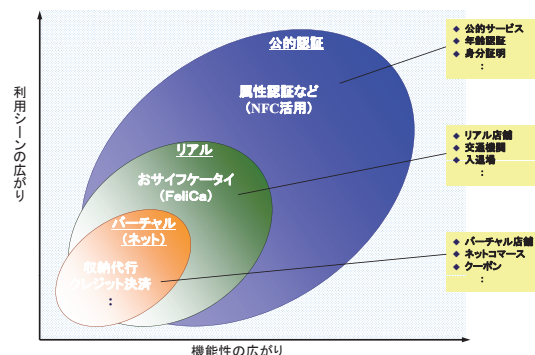 公的認証
属性認証など
(NFC活用)
リアル
おサイフケータイ
(FeliCa)
バーチャル
(ネット)
収納代行
クレジット決済
:
◆ 公的サービス
◆ 年齢認証
◆ 身分証明
:
◆ リアル店舗
◆ 交通機関
◆ 入退場
:
◆ バーチャル店舗
◆ ネットコマース
◆ クーポン
:
利用シーンの広がり
機能性の広がり